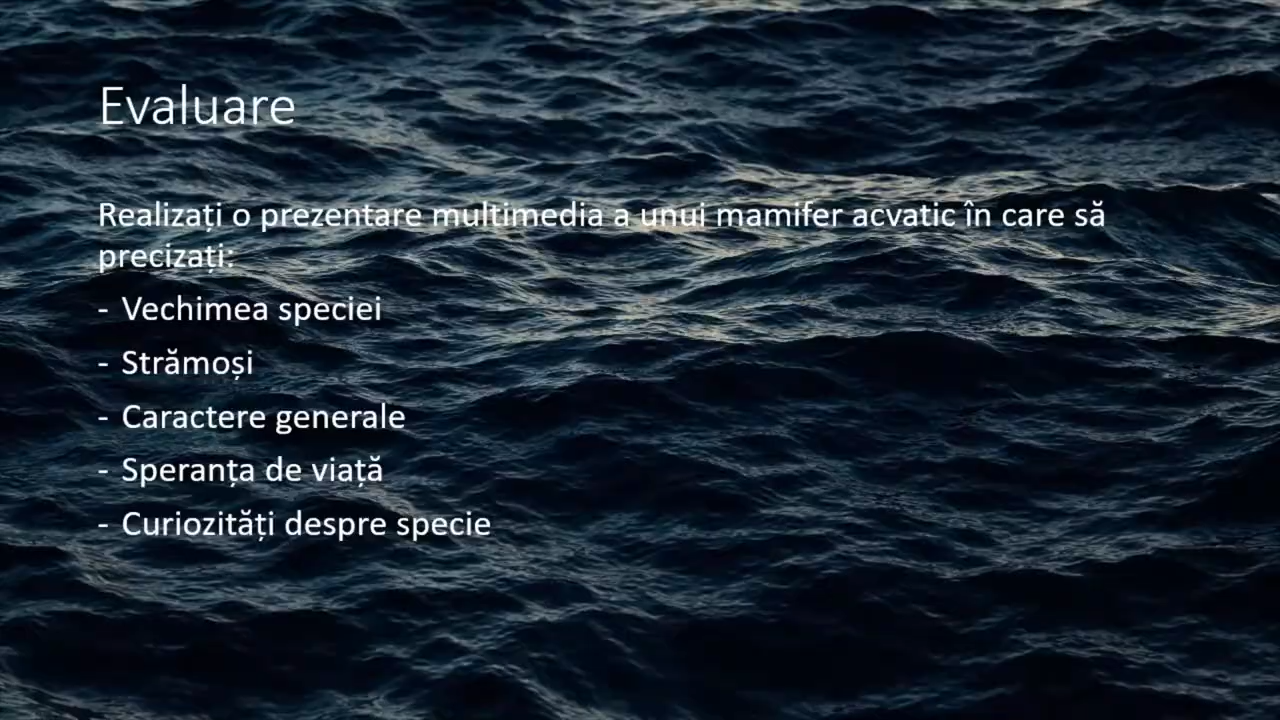 Evaluare
Realizați o prezentare multimedia a unui mamifer acvatic în care să
precizați:
- Vechimea speciei
- Strămoși
- Caractere generale
- Speranța de viață
- Curiozități despre specie